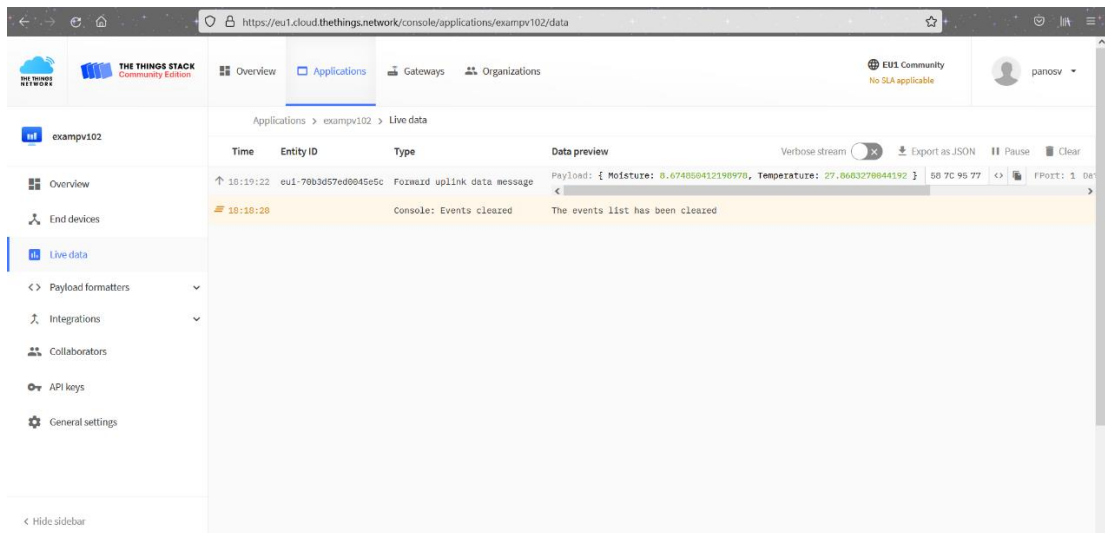 https://eu1.cloud.thethings.network/console/applications/exampv102/data
THE THINGS NETWORK
THE THINGS STACK
Community Edition
Overview
Applications
Gateways
Organizations
EU1 Community
No SLA applicable
panosv
exampv102
Overview
End devices
Live data
Payload formatters
Integrations
Collaborators
API keys
General settings
< Hide sidebar
Applications > exampv102 > Live data
Time Entity ID Type Data preview Verbose stream Export as JSON Pause Clear
18:19:22 eui-70b3d57ed0045e5c Forward uplink data message Payload: { Moisture: 8.674850412198978, Temperature: 27.8683270844192 } 58 7C 95 77 <> FPort: 1
18:18:28 Console: Events cleared The events list has been cleared